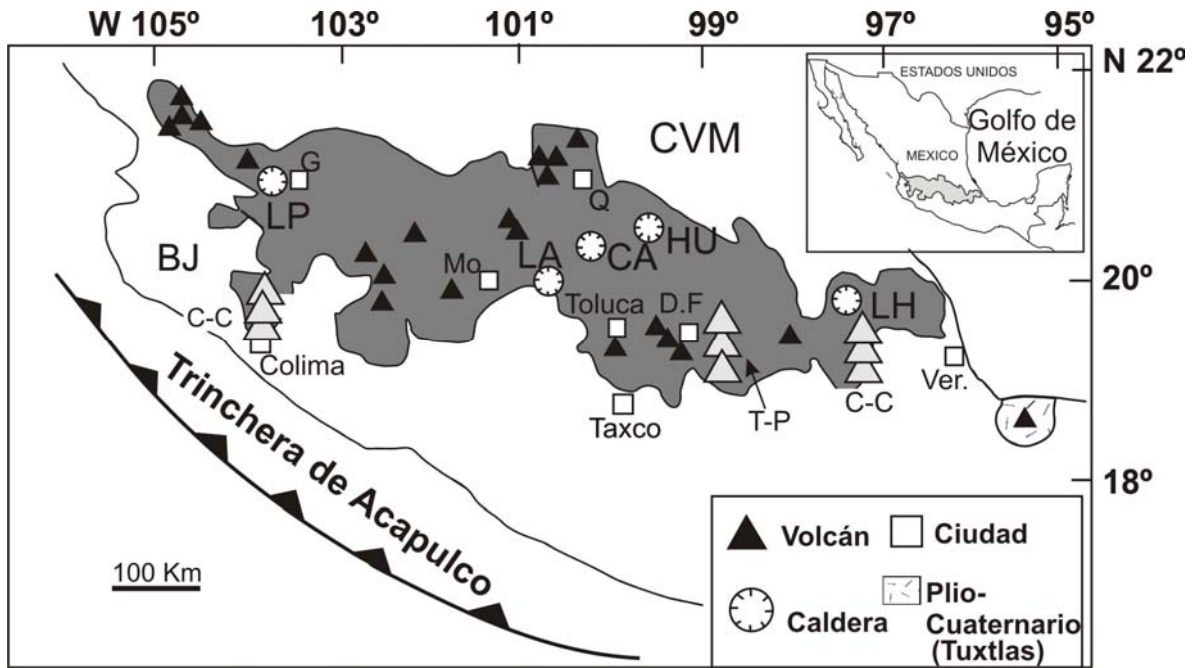 W 105º 103º 101º 99º 97º 95º
N 22º
ESTADOS UNIDOS
Golfo de
México
MEXICO
CVM
G
Q
LP
HU
CA
LA
Mo
BJ
20º
LH
Toluca
D.F
C-C
Colima
Ver.
Taxco
T-P
C-C
18º
Trinchera de Acapulco
100 Km
Volcán
Ciudad
Caldera
Plio-
Cuaternario
(Tuxtlas)